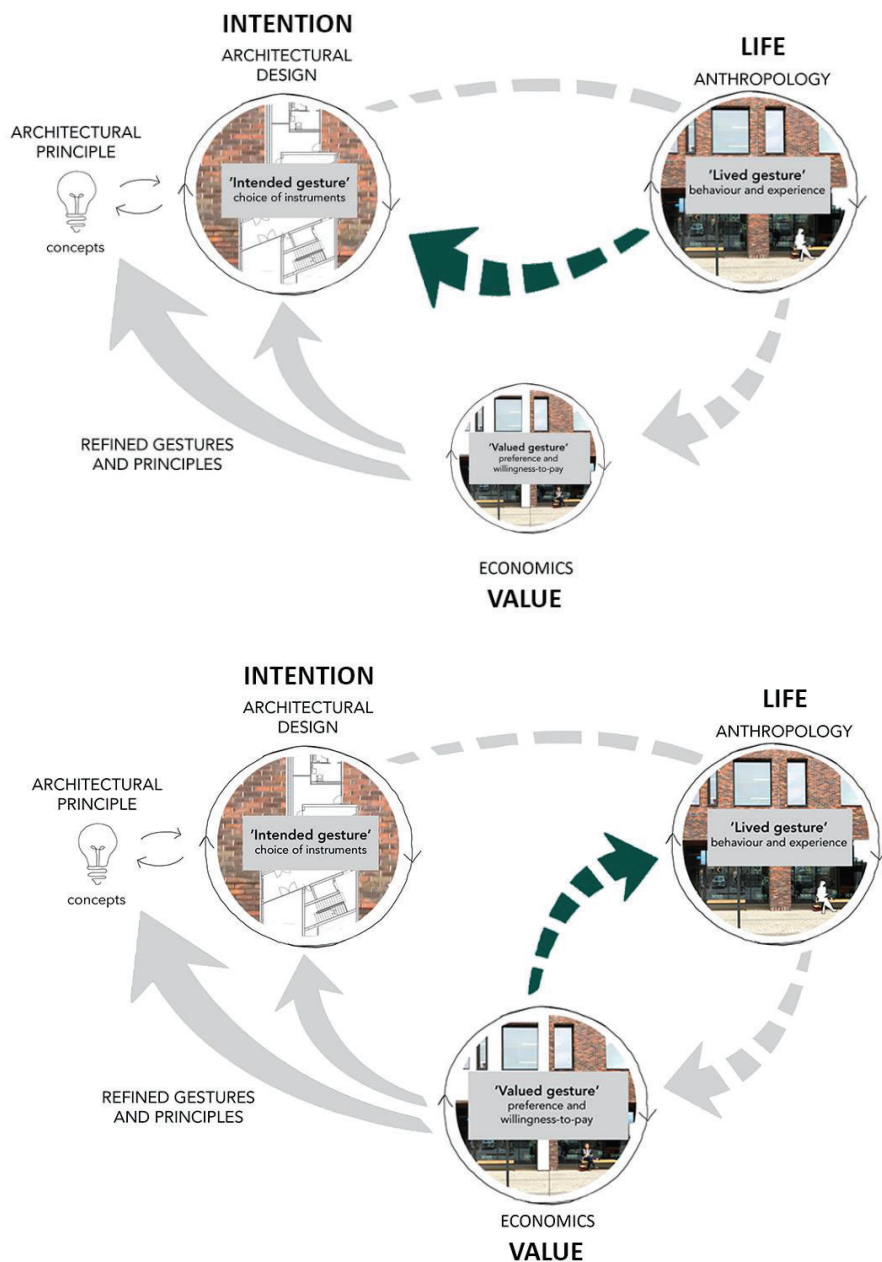 INTENTION
ARCHITECTURAL
DESIGN
LIFE
ANTHROPOLOGY
ARCHITECTURAL
PRINCIPLE
concepts
'Intended gesture'
choice of instruments
'Lived gesture'
behaviour and experience
REFINED GESTURES
AND PRINCIPLES
'Valued gesture'
preference and
willingness-to-pay
ECONOMICS
VALUE
INTENTION
ARCHITECTURAL
DESIGN
LIFE
ANTHROPOLOGY
ARCHITECTURAL
PRINCIPLE
concepts
'Intended gesture'
choice of instruments
'Lived gesture'
behaviour and experience
REFINED GESTURES
AND PRINCIPLES
'Valued gesture'
preference and
willingness-to-pay
ECONOMICS
VALUE